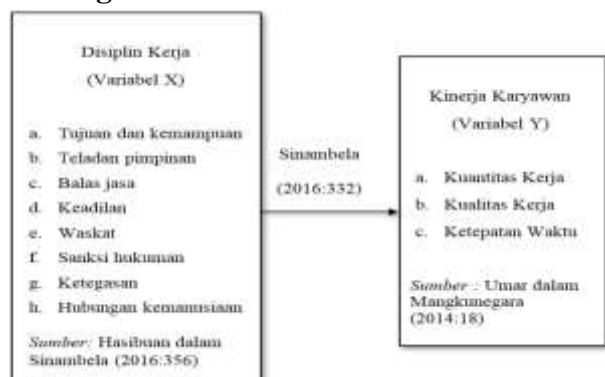 Disiplin Kerja
(Variabel X)
a. Tujuan dan kemampuan
b. Teladan pimpinan
c. Balas jasa
d. Keadilan
e. Waskat
f. Sanksi hukuman
g. Ketegasan
h. Hubungan kemanusiaan
Sumber: Hasibuan dalam
Sinambela (2016:356)
Sinambela
(2016:332)
Kinerja Karyawan
(Variabel Y)
a. Kuantitas Kerja
b. Kualitas Kerja
c. Ketepatan Waktu
Sumber : Umar dalam
Mangkunegara
(2014:18)